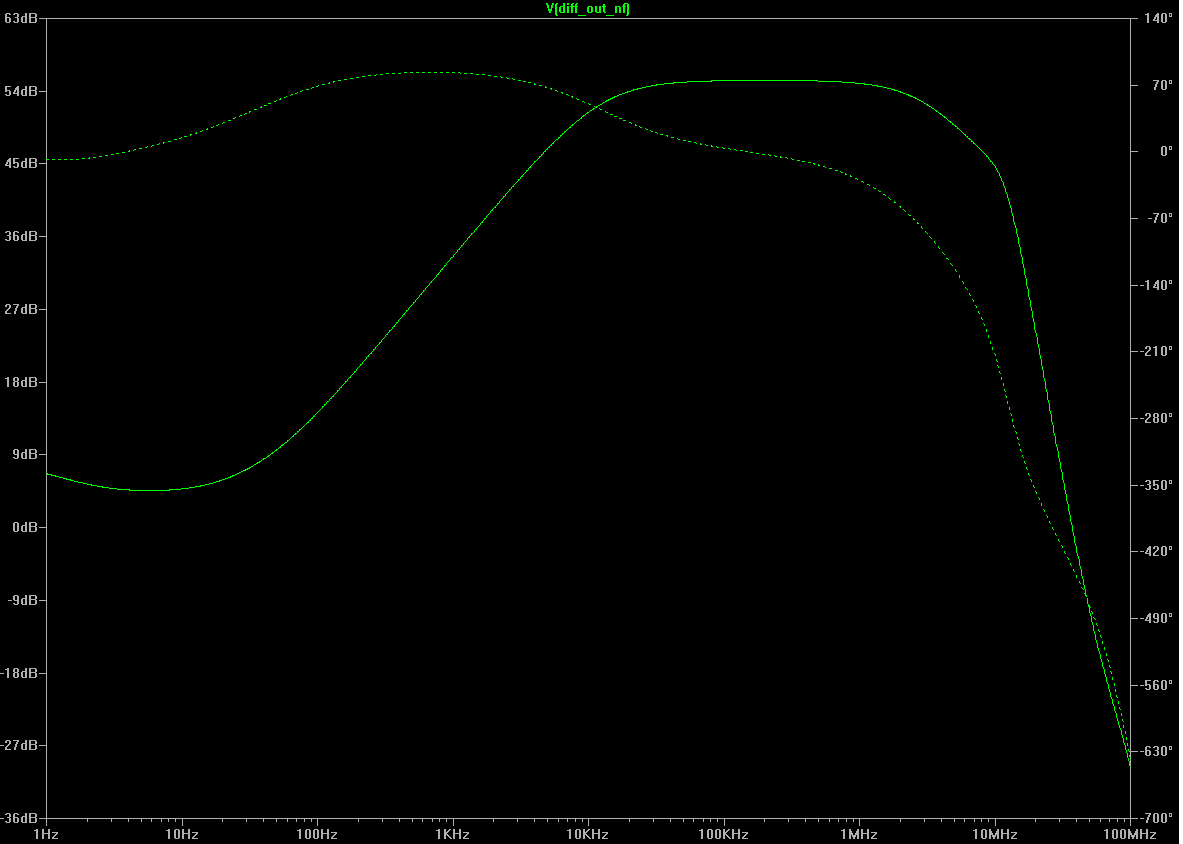 V(diff_out_nf)
63dB
54dB
45dB
36dB
27dB
18dB
9dB
0dB
-9dB
-18dB
-27dB
-36dB
140°
70°
0°
-70°
-140°
-210°
-280°
-350°
-420°
-490°
-560°
-630°
-700°
1Hz 10Hz 100Hz 1KHz 10KHz 100KHz 1MHz 10MHz 100MHz